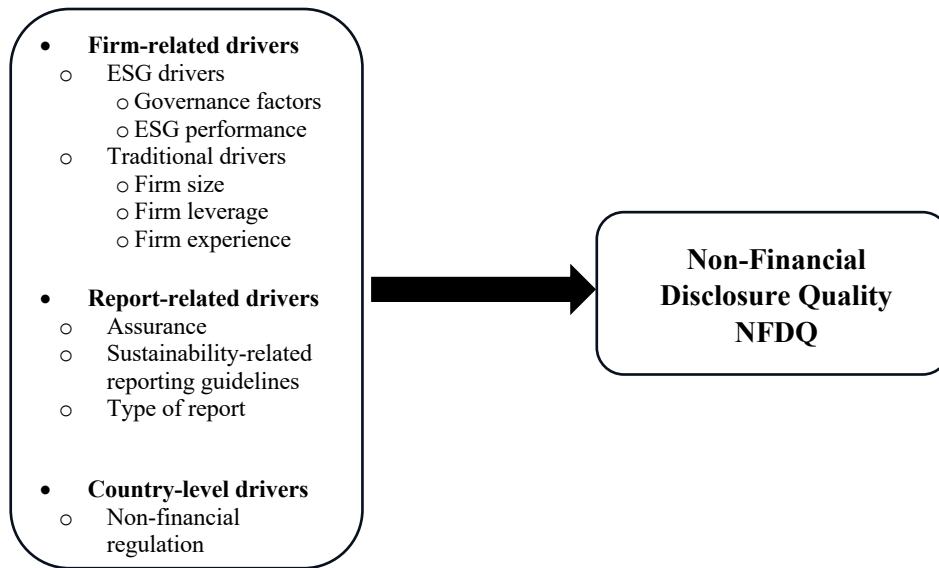 • Firm-related drivers
o ESG drivers
o Governance factors
o ESG performance
o Traditional drivers
o Firm size
o Firm leverage
o Firm experience
• Report-related drivers
o Assurance
o Sustainability-related
reporting guidelines
o Type of report
• Country-level drivers
o Non-financial
regulation
Non-Financial
Disclosure Quality
NFDQ